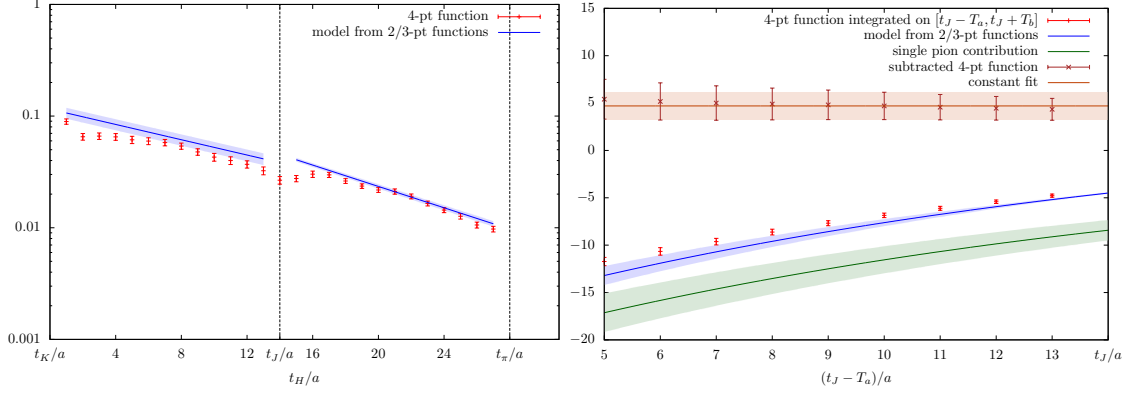 1
0.1
0.01
0.001
4-pt function
model from 2/3-pt functions
t_K/a 4 8 12 t_J/a 16 20 24 t_π/a
t_H/a
15
10
5
0
−5
−10
−15
−20
4-pt function integrated on [t_J − T_a, t_J + T_b]
model from 2/3-pt functions
single pion contribution
subtracted 4-pt function
constant fit
5 6 7 8 9 10 11 12 13 t_J/a
(t_J − T_a)/a